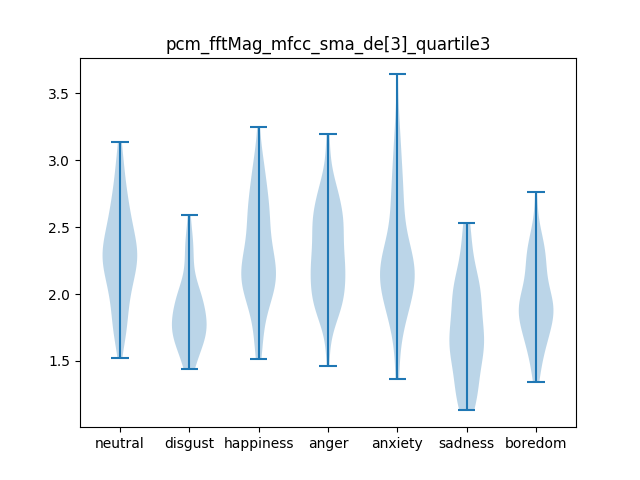 pcm_fftMag_mfcc_sma_de[3]_quartile3
3.5
3.0
2.5
2.0
1.5
neutral disgust happiness anger anxiety sadness boredom